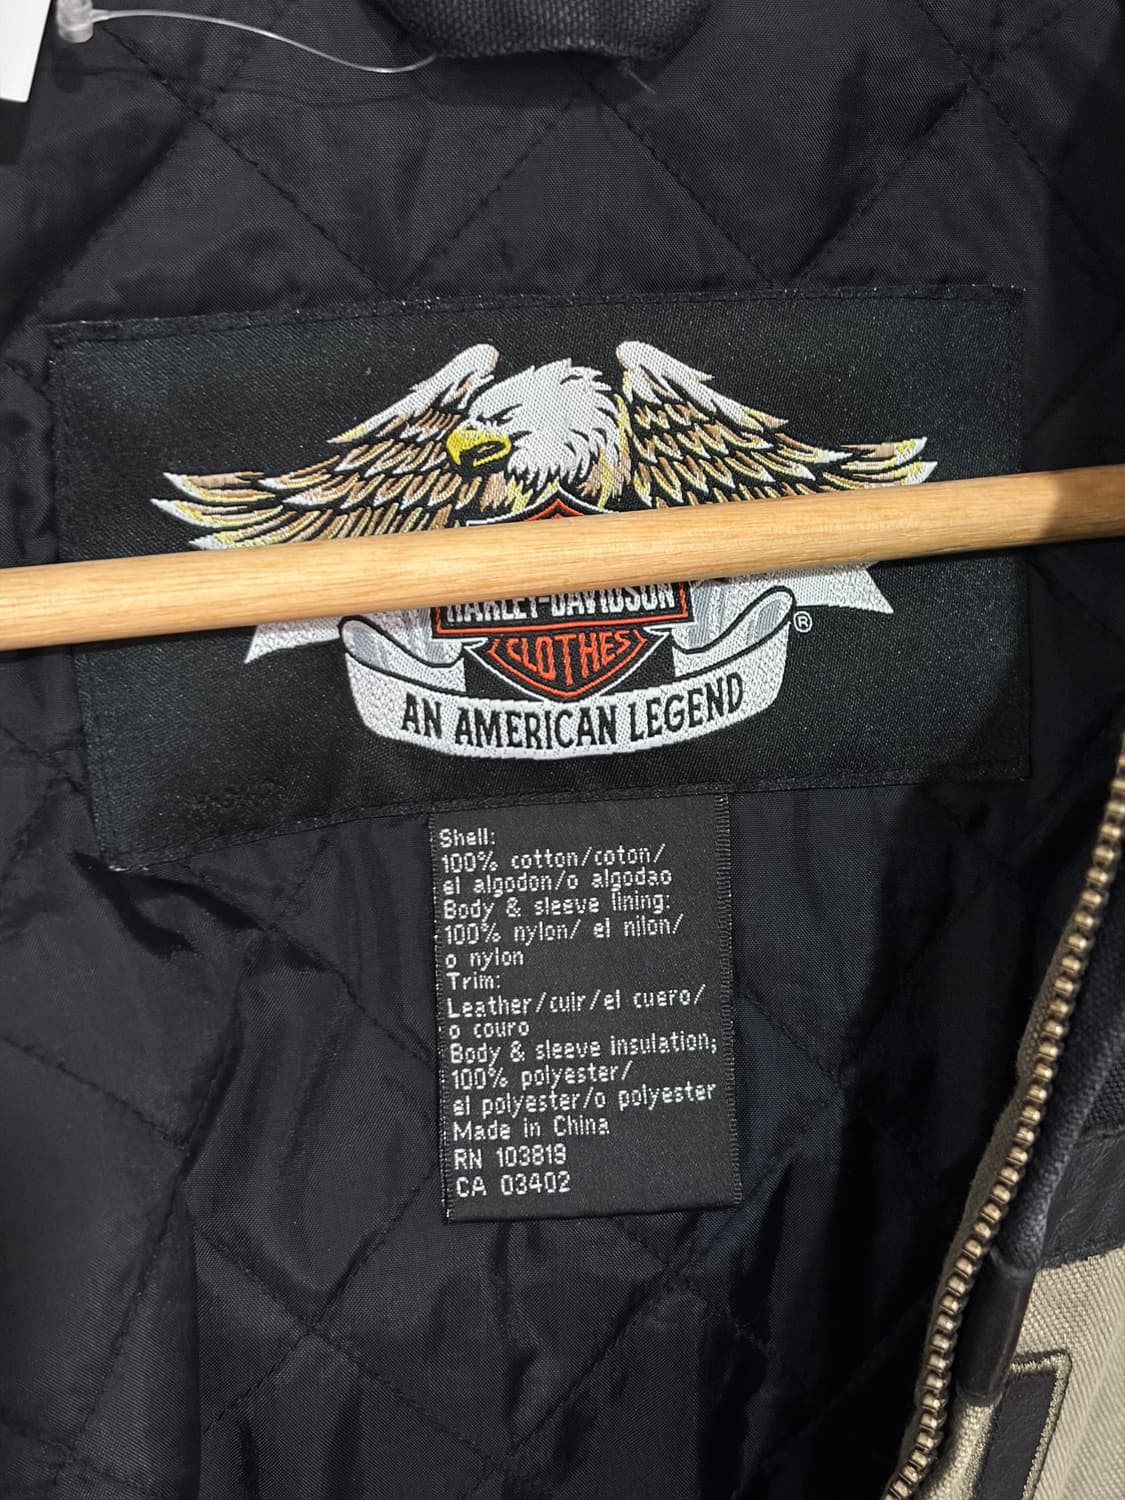 HARLEY-DAVIDSON
CLOTHES
®
AN AMERICAN LEGEND
Shell:
100% cotton/coton/
el algodon/o algodao
Body & sleeve lining:
100% nylon/ el nilon/
o nylon
Trim:
Leather/cuir/el cuero/
o couro
Body & sleeve insulation;
100% polyester/
el polyester/o polyester
Made in China
RN 103819
CA 03402